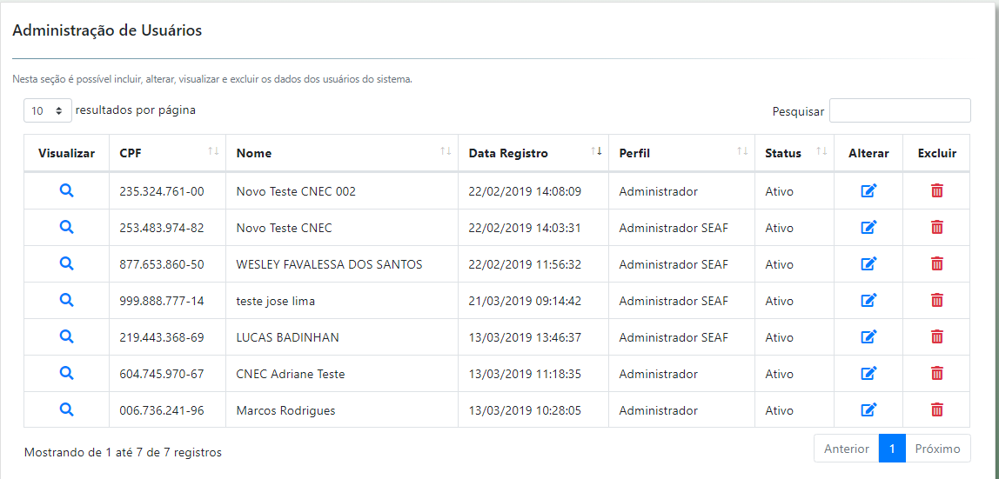 Administração de Usuários
Nesta seção é possível incluir, alterar, visualizar e excluir os dados dos usuários do sistema.
10 resultados por página Pesquisar
Visualizar CPF Nome Data Registro Perfil Status Alterar Excluir
235.324.761-00 Novo Teste CNEC 002 22/02/2019 14:08:09 Administrador Ativo
253.483.974-82 Novo Teste CNEC 22/02/2019 14:03:31 Administrador SEAF Ativo
877.653.860-50 WESLEY FAVALESSA DOS SANTOS 22/02/2019 11:56:32 Administrador SEAF Ativo
999.888.777-14 teste jose lima 21/03/2019 09:14:42 Administrador SEAF Ativo
219.443.368-69 LUCAS BADINHAN 13/03/2019 13:46:37 Administrador SEAF Ativo
604.745.970-67 CNEC Adriane Teste 13/03/2019 11:18:35 Administrador Ativo
006.736.241-96 Marcos Rodrigues 13/03/2019 10:28:05 Administrador Ativo
Mostrando de 1 até 7 de 7 registros Anterior 1 Próximo